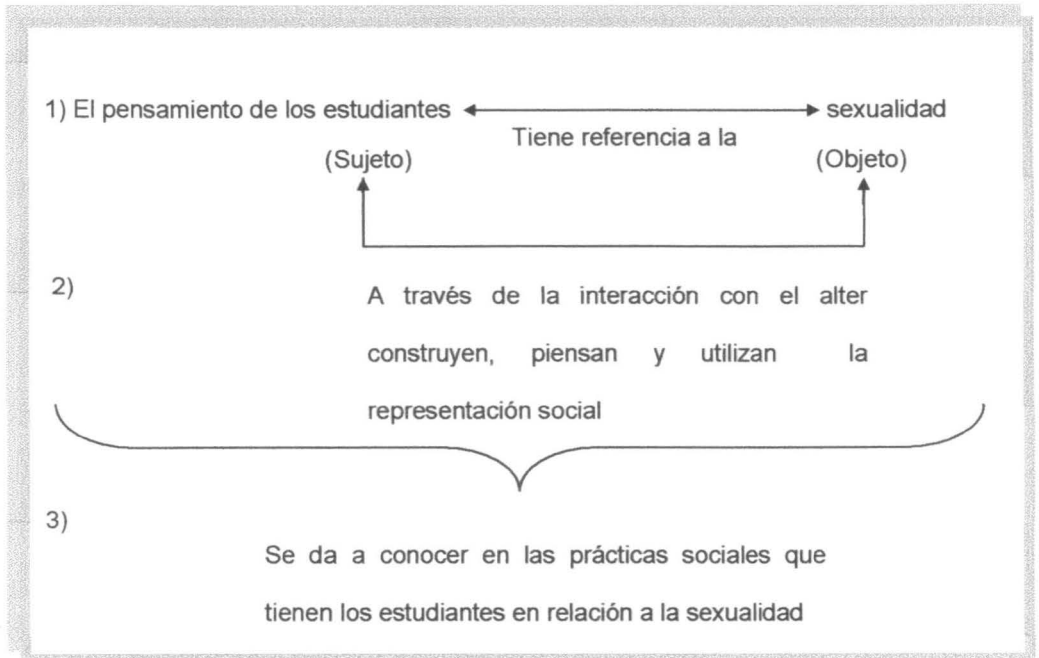 1) El pensamiento de los estudiantes sexualidad
Tiene referencia a la
(Sujeto) (Objeto)
2)
A través de la interacción con el alter
construyen, piensan y utilizan la
representación social
3)
Se da a conocer en las prácticas sociales que
tienen los estudiantes en relación a la sexualidad